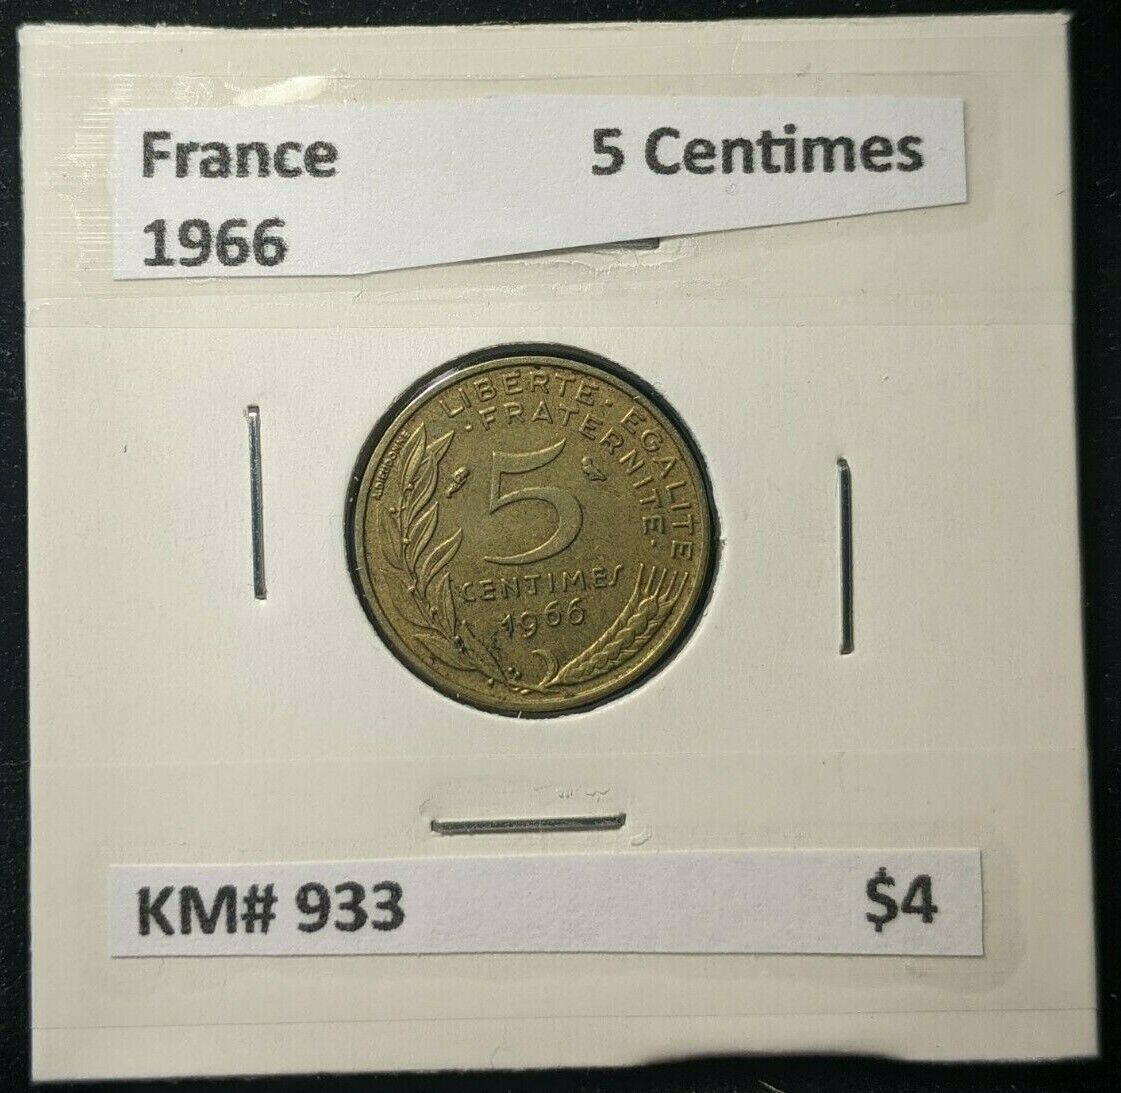 France 5 Centimes
1966
LIBERTE · EGALITE
· FRATERNITE ·
5
CENTIMES
1966
KM# 933 $4